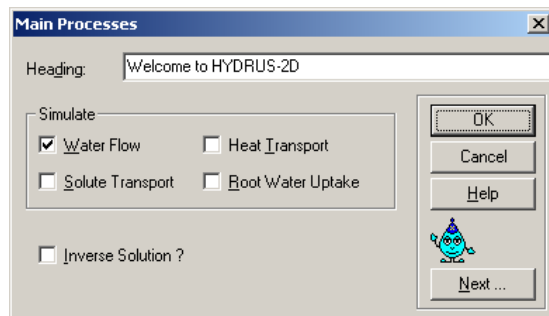 Main Processes
Heading: Welcome to HYDRUS-2D
Simulate
Water Flow Heat Transport
Solute Transport Root Water Uptake
Inverse Solution ?
OK
Cancel
Help
Next ...